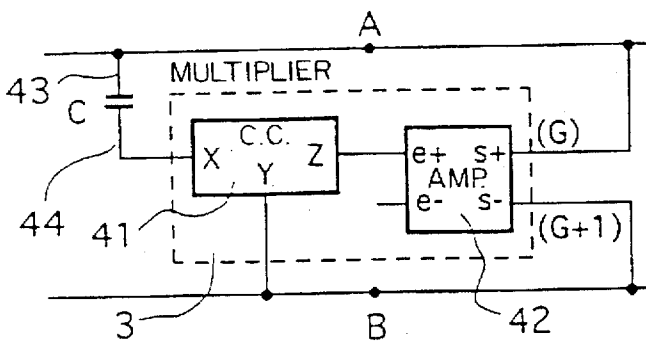 A
43
MULTIPLIER
C
C.C.
X
Z
Y
e+ s+
AMP.
e- s-
(G)
(G+1)
44
41
3
B
42